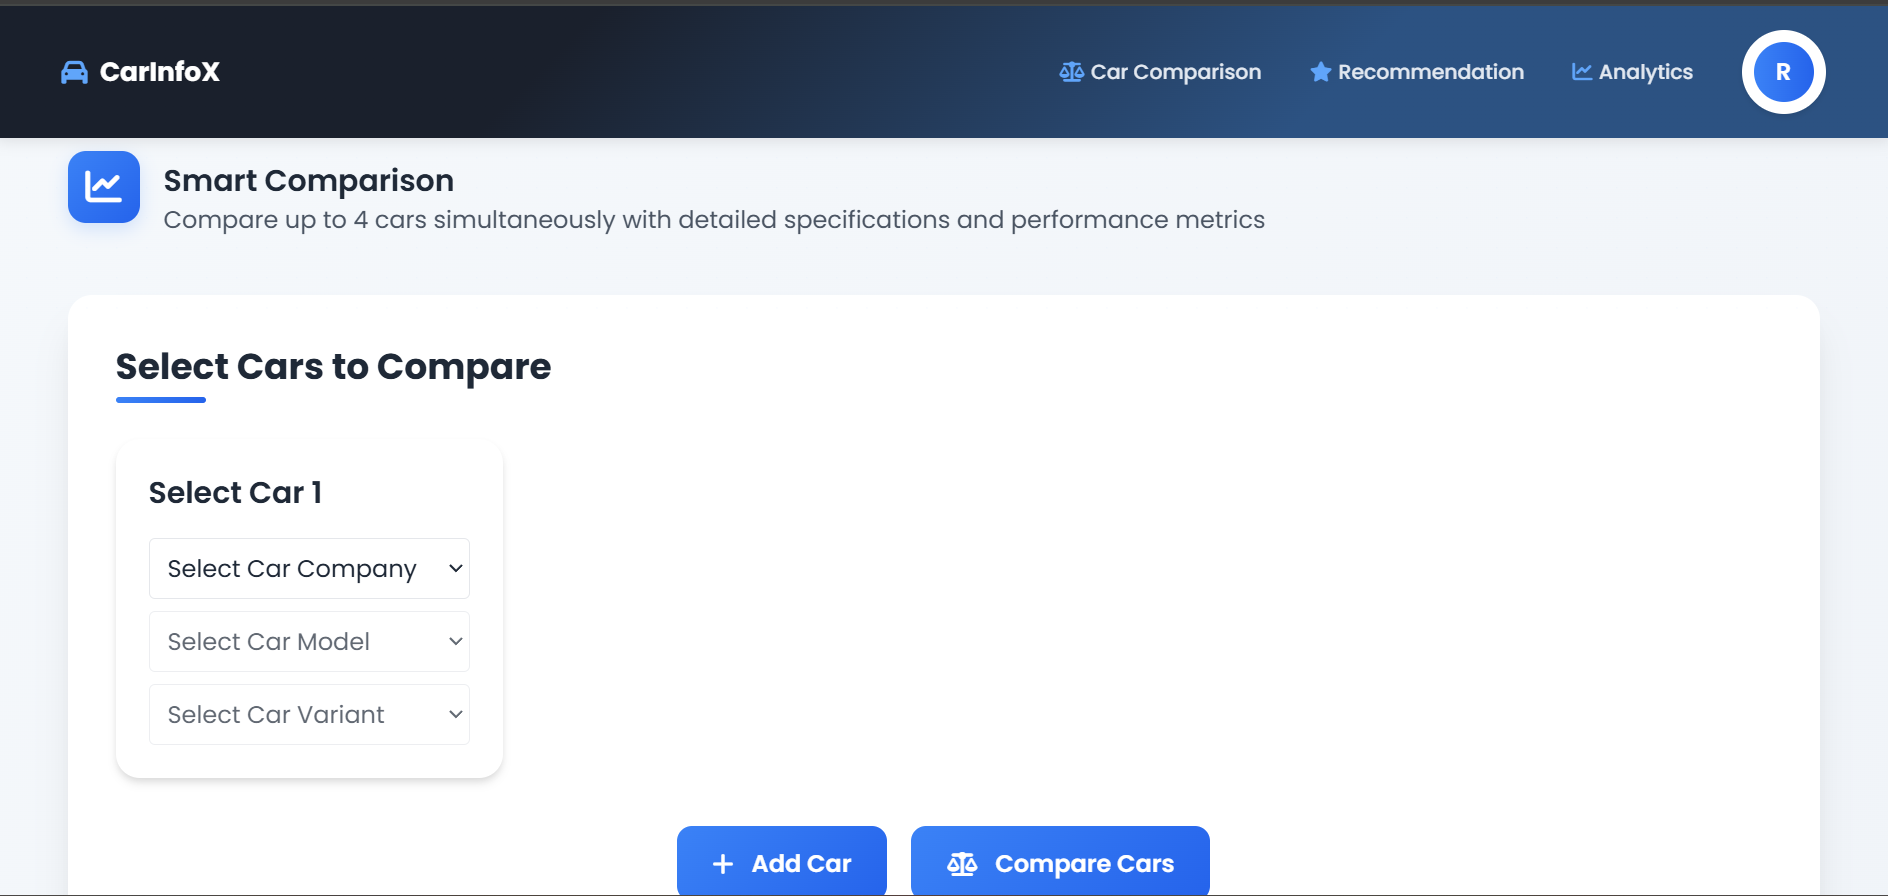 CarInfoX
Car Comparison
Recommendation
Analytics
R
Smart Comparison
Compare up to 4 cars simultaneously with detailed specifications and performance metrics
Select Cars to Compare
Select Car 1
Select Car Company
Select Car Model
Select Car Variant
Add Car
Compare Cars